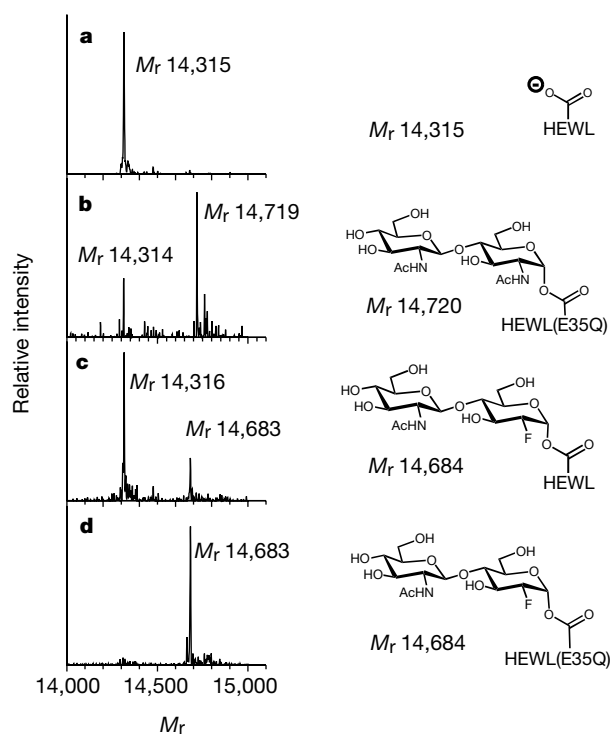 a
Mr 14,315
Mr 14,315
⊖
O O
HEWL
b
Mr 14,719
Mr 14,314
OH
OH
HO
O
O
O
HO
HO
AcHN
AcHN
O
O
HEWL(E35Q)
Mr 14,720
c
Mr 14,316
Mr 14,683
OH
OH
HO
O
O
O
HO
HO
AcHN
F
O
O
HEWL
Mr 14,684
d
Mr 14,683
OH
OH
HO
O
O
O
HO
HO
AcHN
F
O
O
HEWL(E35Q)
Mr 14,684
Relative intensity
14,000 14,500 15,000
Mr